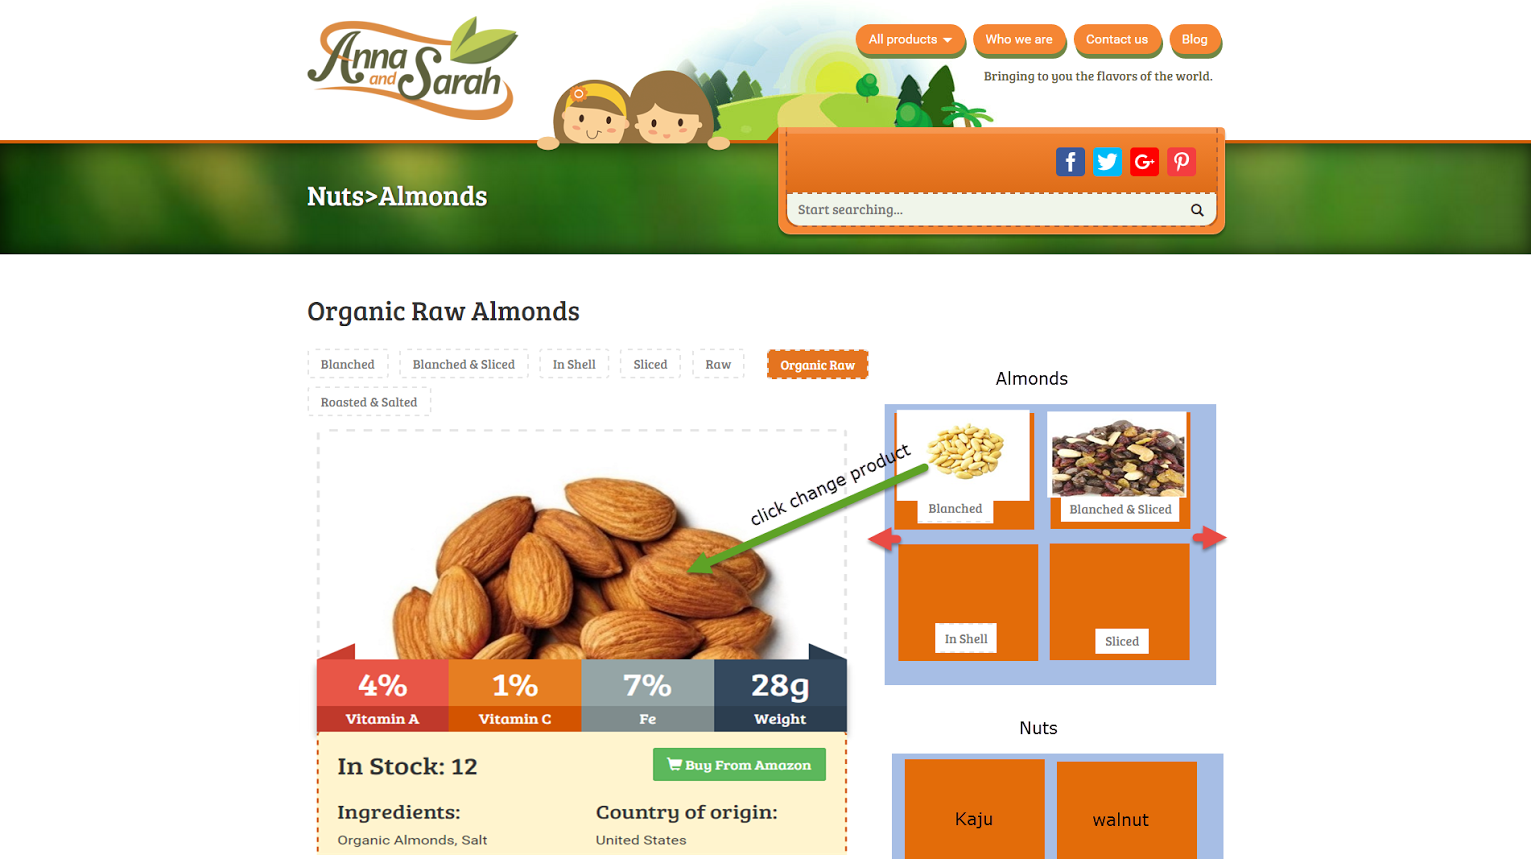 Anna
and Sarah
All products
Who we are
Contact us
Blog
Bringing to you the flavors of the world.
Nuts>Almonds
Start searching...
Organic Raw Almonds
Blanched
Blanched & Sliced
In Shell
Sliced
Raw
Organic Raw
Roasted & Salted
Almonds
click change product
Blanched
Blanched & Sliced
In Shell
Sliced
4%
Vitamin A
1%
Vitamin C
7%
Fe
28g
Weight
In Stock: 12
Buy From Amazon
Ingredients:
Organic Almonds, Salt
Country of origin:
United States
Nuts
Kaju
walnut